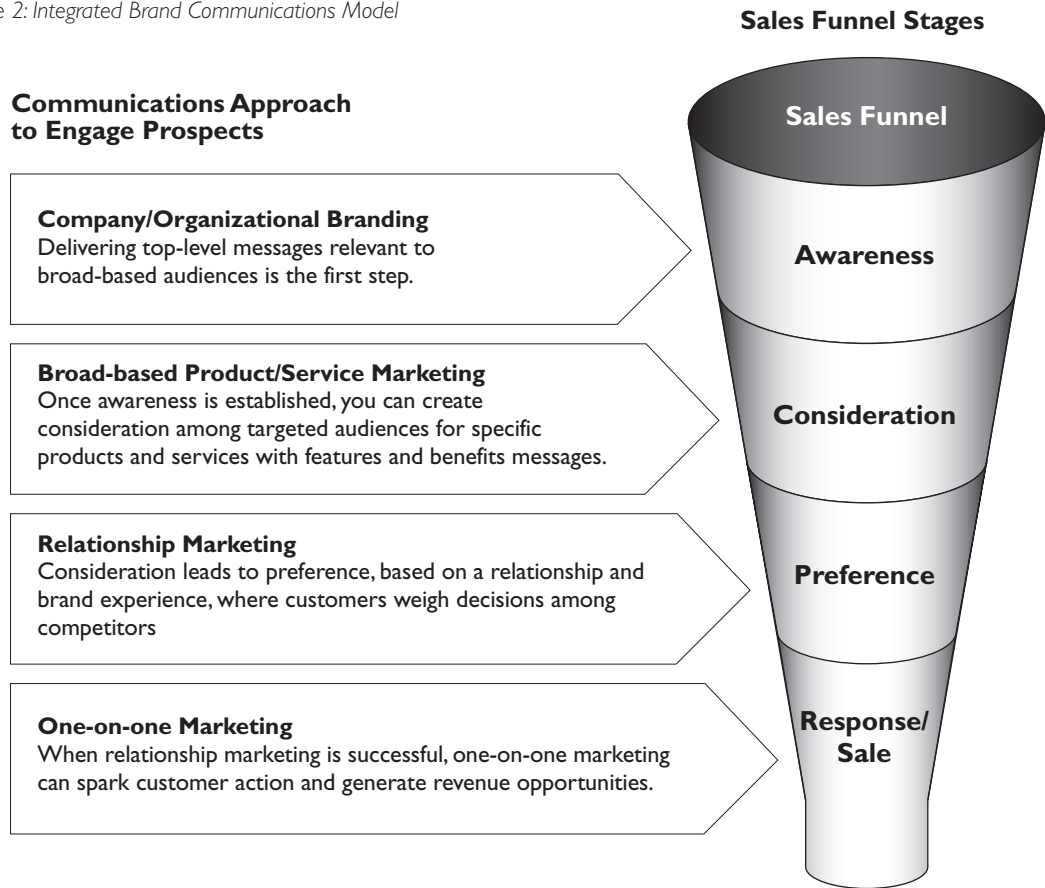 2: Integrated Brand Communications Model
Sales Funnel Stages
Communications Approach
to Engage Prospects
Sales Funnel
Company/Organizational Branding
Delivering top-level messages relevant to
broad-based audiences is the first step.
Awareness
Broad-based Product/Service Marketing
Once awareness is established, you can create
consideration among targeted audiences for specific
products and services with features and benefits messages.
Consideration
Relationship Marketing
Consideration leads to preference, based on a relationship and
brand experience, where customers weigh decisions among
competitors
Preference
One-on-one Marketing
When relationship marketing is successful, one-on-one marketing
can spark customer action and generate revenue opportunities.
Response/
Sale